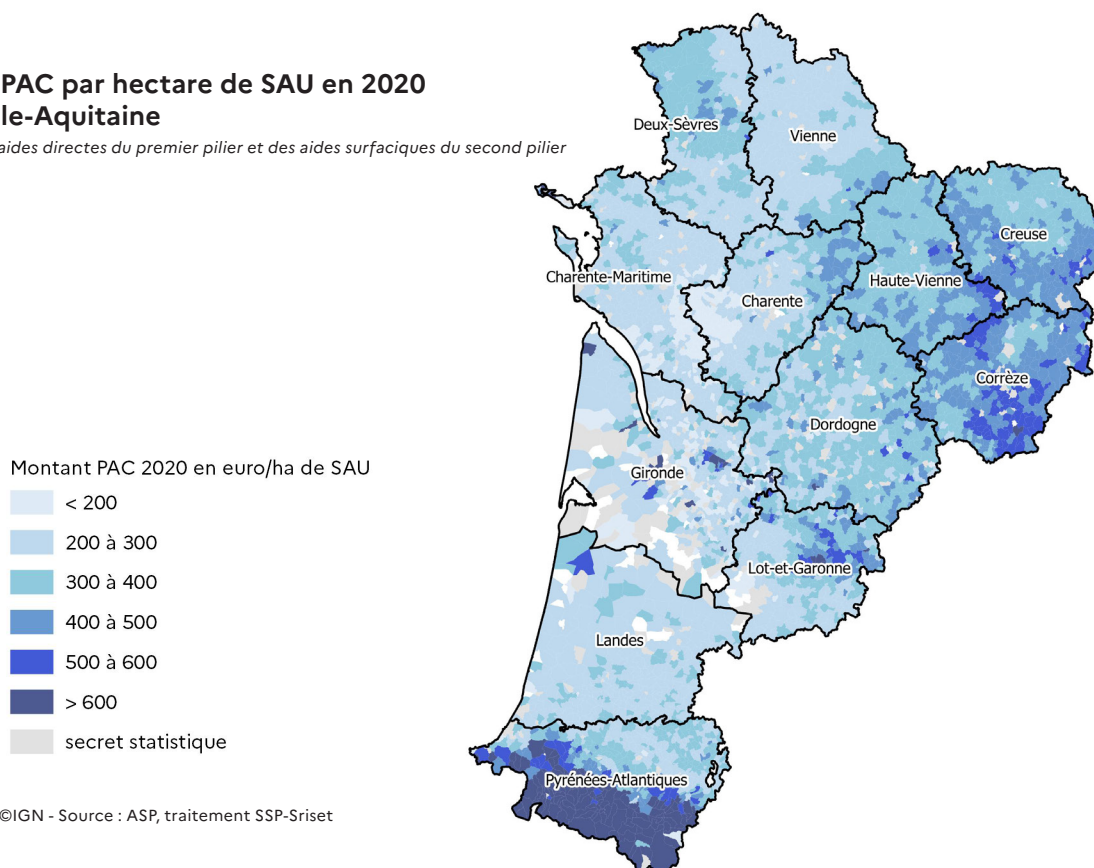 PAC par hectare de SAU en 2020
le-Aquitaine
aides directes du premier pilier et des aides surfaciques du second pilier
Deux-Sèvres
Vienne
Creuse
Charente-Maritime
Charente
Haute-Vienne
Corrèze
Dordogne
Gironde
Lot-et-Garonne
Landes
Pyrénées-Atlantiques
Montant PAC 2020 en euro/ha de SAU
< 200
200 à 300
300 à 400
400 à 500
500 à 600
> 600
secret statistique
©IGN - Source : ASP, traitement SSP-Sriset